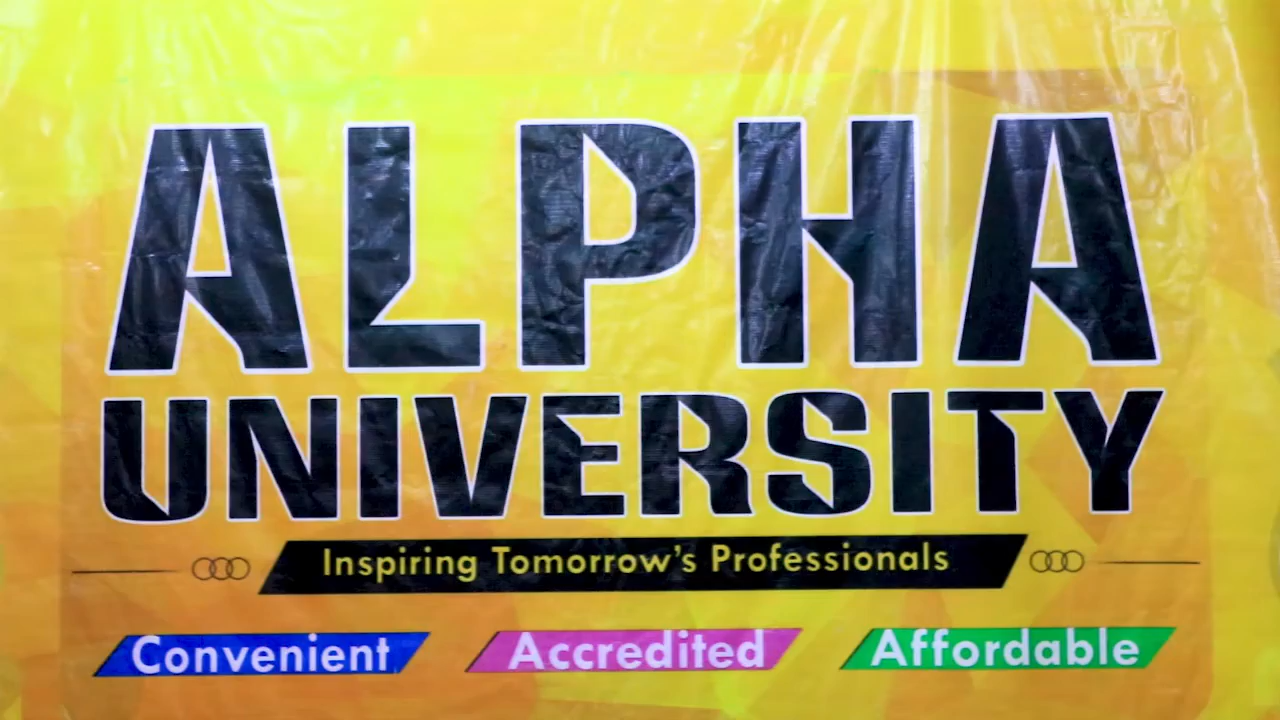 ALPHA
UNIVERSITY
Inspiring Tomorrow's Professionals
Convenient Accredited Affordable